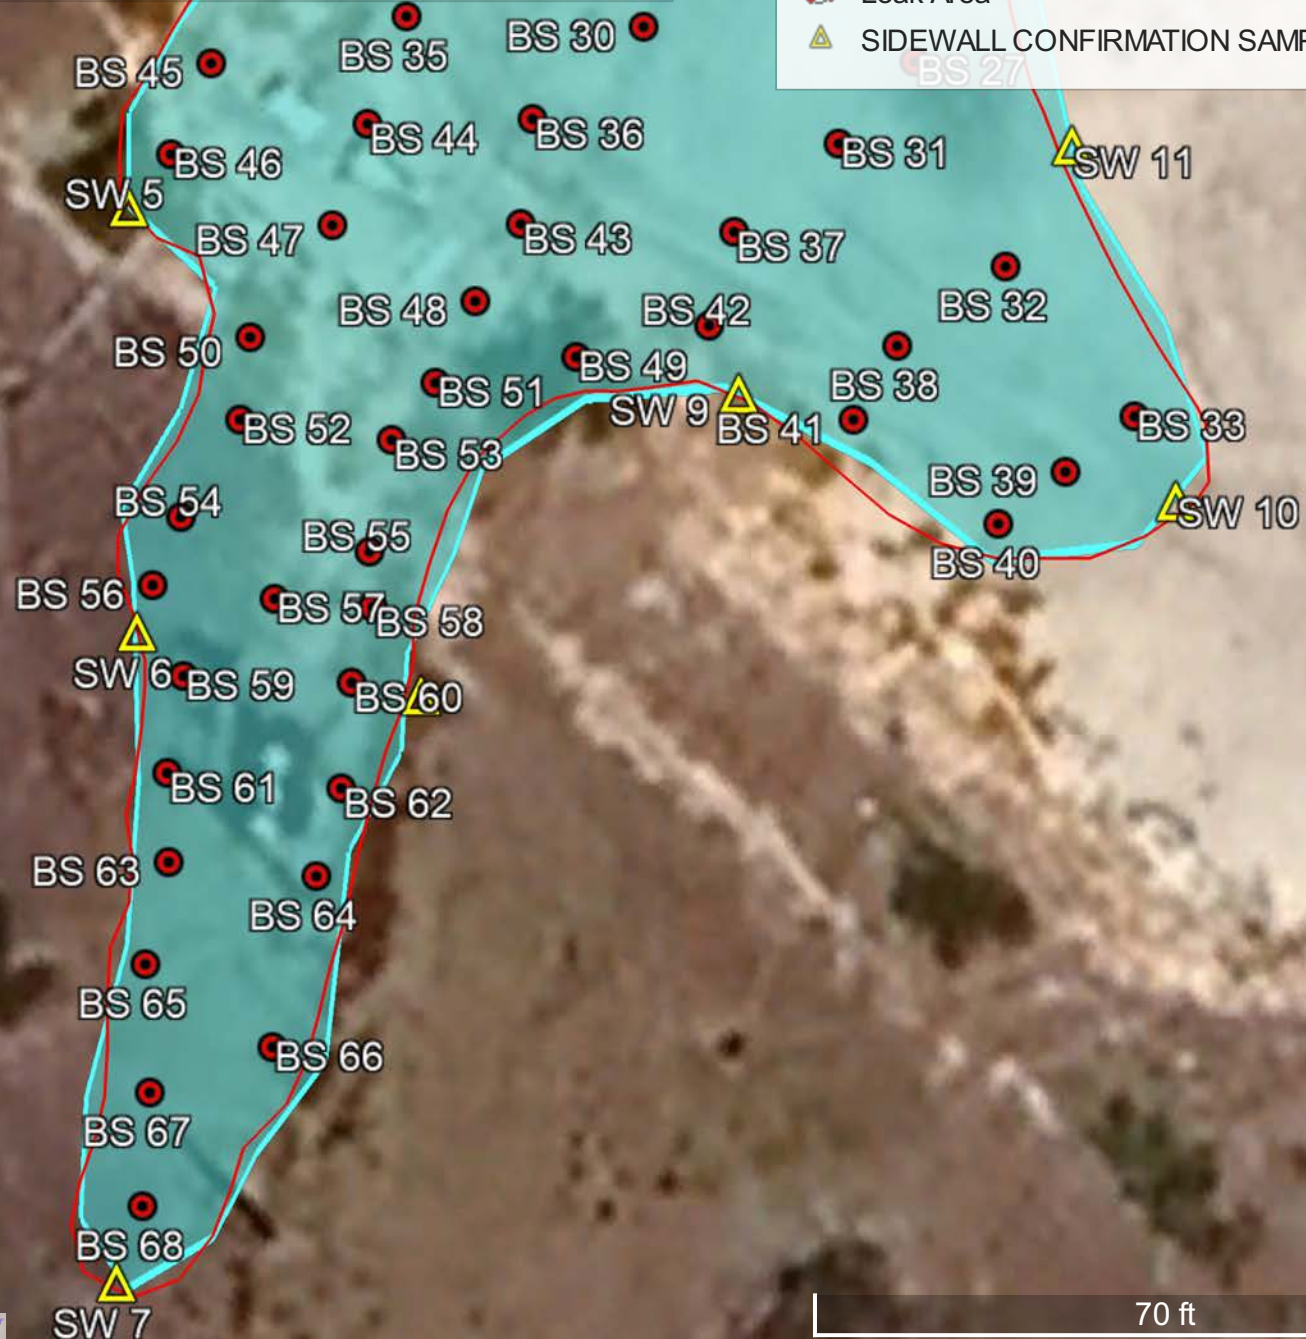 Leak Area
SIDEWALL CONFIRMATION
BS 27
BS 30
BS 35
BS 45
BS 44
BS 36
BS 31
SW 11
BS 46
SW 5
BS 47
BS 43
BS 37
BS 32
BS 48
BS 42
BS 50
BS 49
BS 38
BS 51
SW 9
BS 41
BS 33
BS 52
BS 53
BS 39
BS 54
SW 10
BS 55
BS 40
BS 56
BS 57
BS 58
SW 6
BS 59
BS 60
BS 61
BS 62
BS 63
BS 64
BS 65
BS 66
BS 67
BS 68
SW 7
70 ft